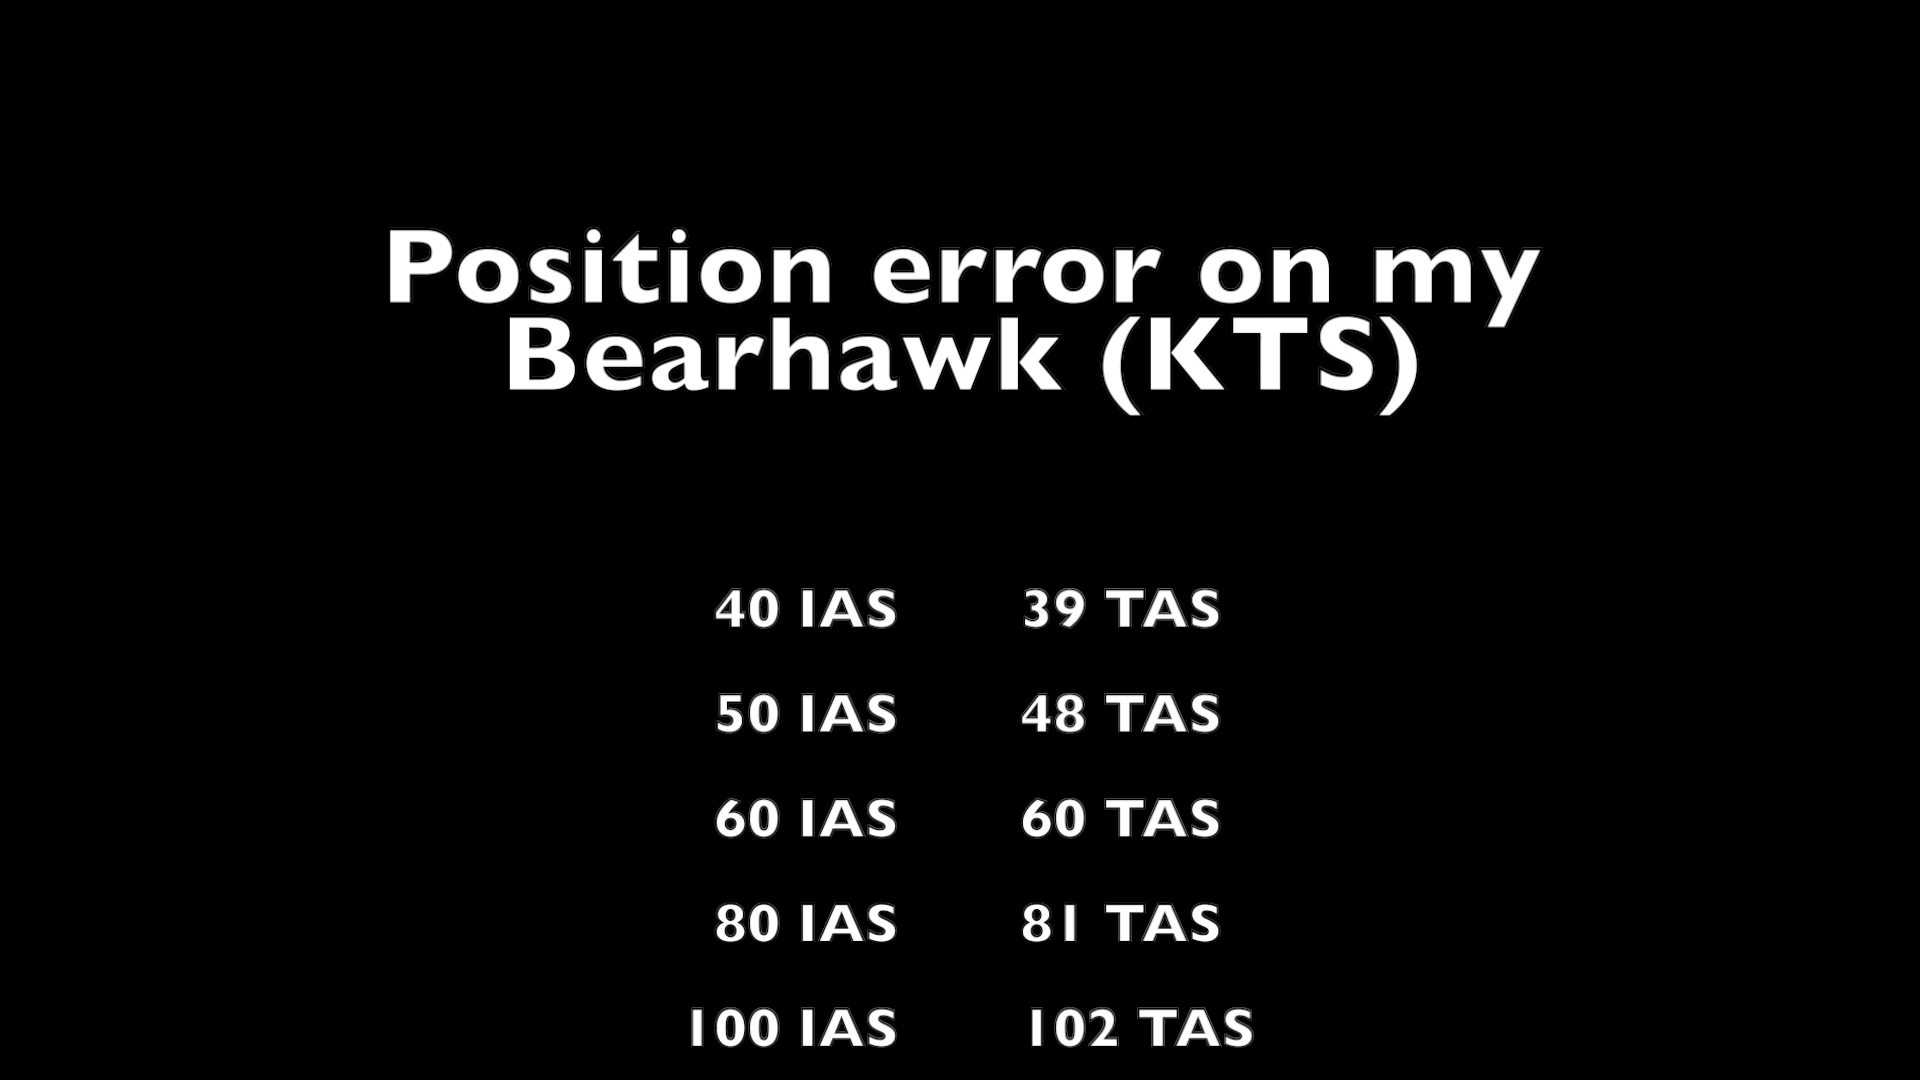 Position error on my
Bearhawk (KTS)
40 IAS 39 TAS
50 IAS 48 TAS
60 IAS 60 TAS
80 IAS 81 TAS
100 IAS 102 TAS